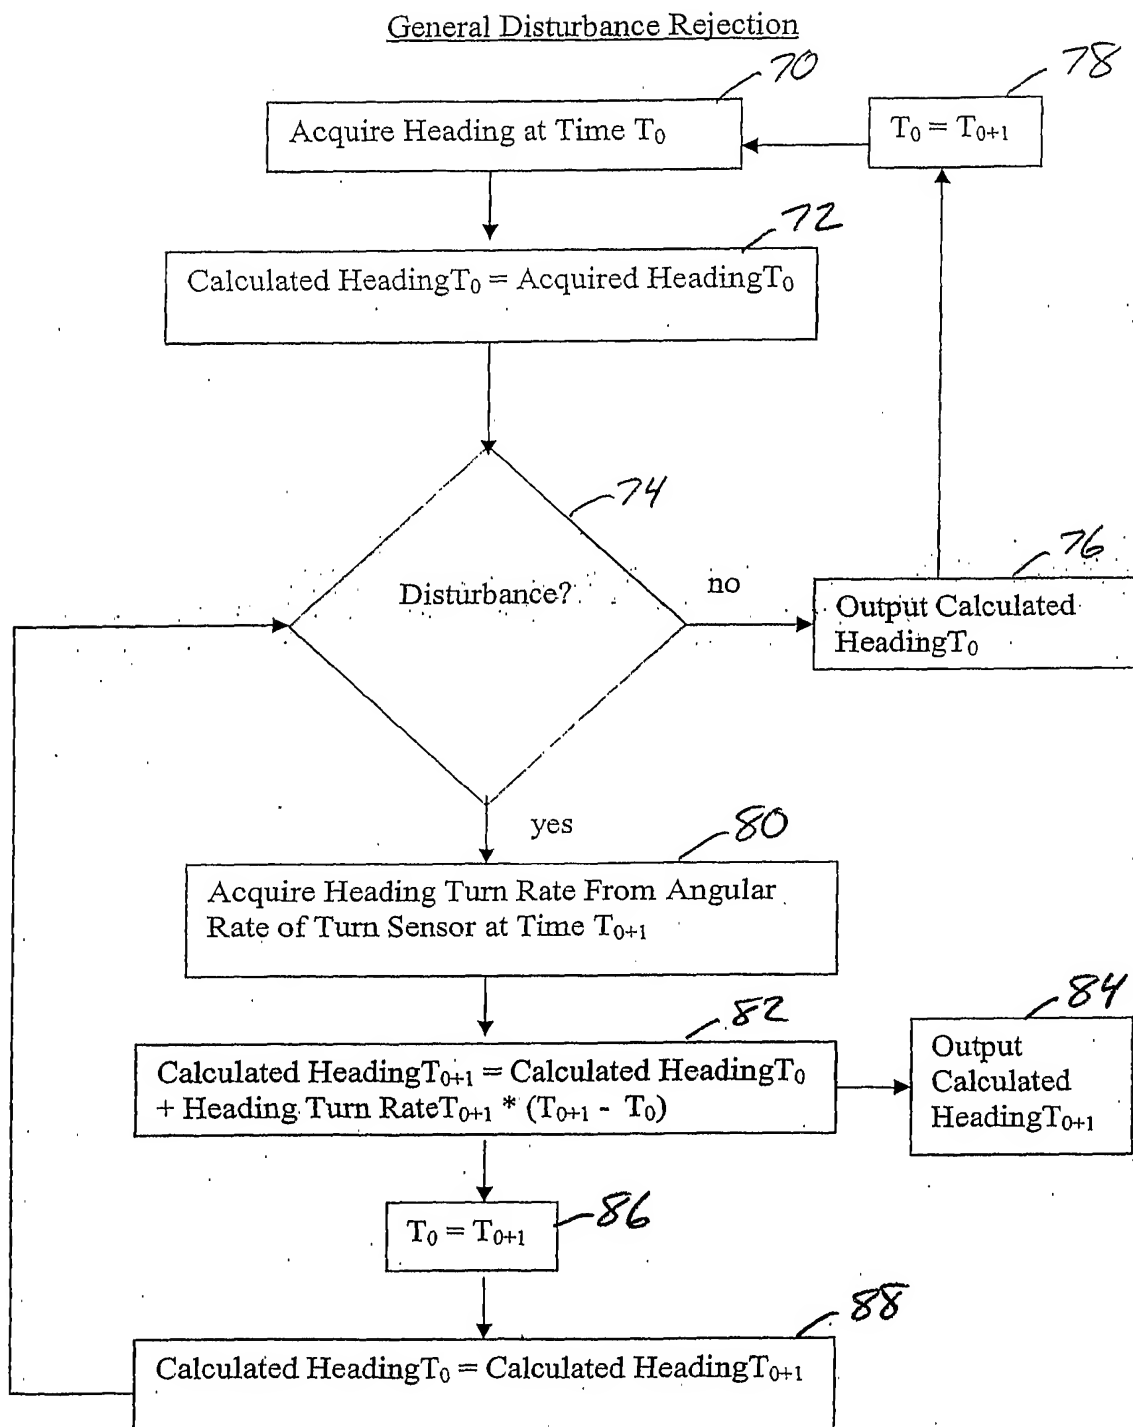 General Disturbance Rejection
70
78
Acquire Heading at Time T₀
T₀ = T₀₊₁
72
Calculated HeadingT₀ = Acquired HeadingT₀
74
Disturbance?
no
76
Output Calculated
HeadingT₀
yes
80
Acquire Heading Turn Rate From Angular
Rate of Turn Sensor at Time T₀₊₁
82
84
Calculated HeadingT₀₊₁ = Calculated HeadingT₀
+ Heading Turn RateT₀₊₁ * (T₀₊₁ - T₀)
Output
Calculated
HeadingT₀₊₁
86
T₀ = T₀₊₁
88
Calculated HeadingT₀ = Calculated HeadingT₀₊₁